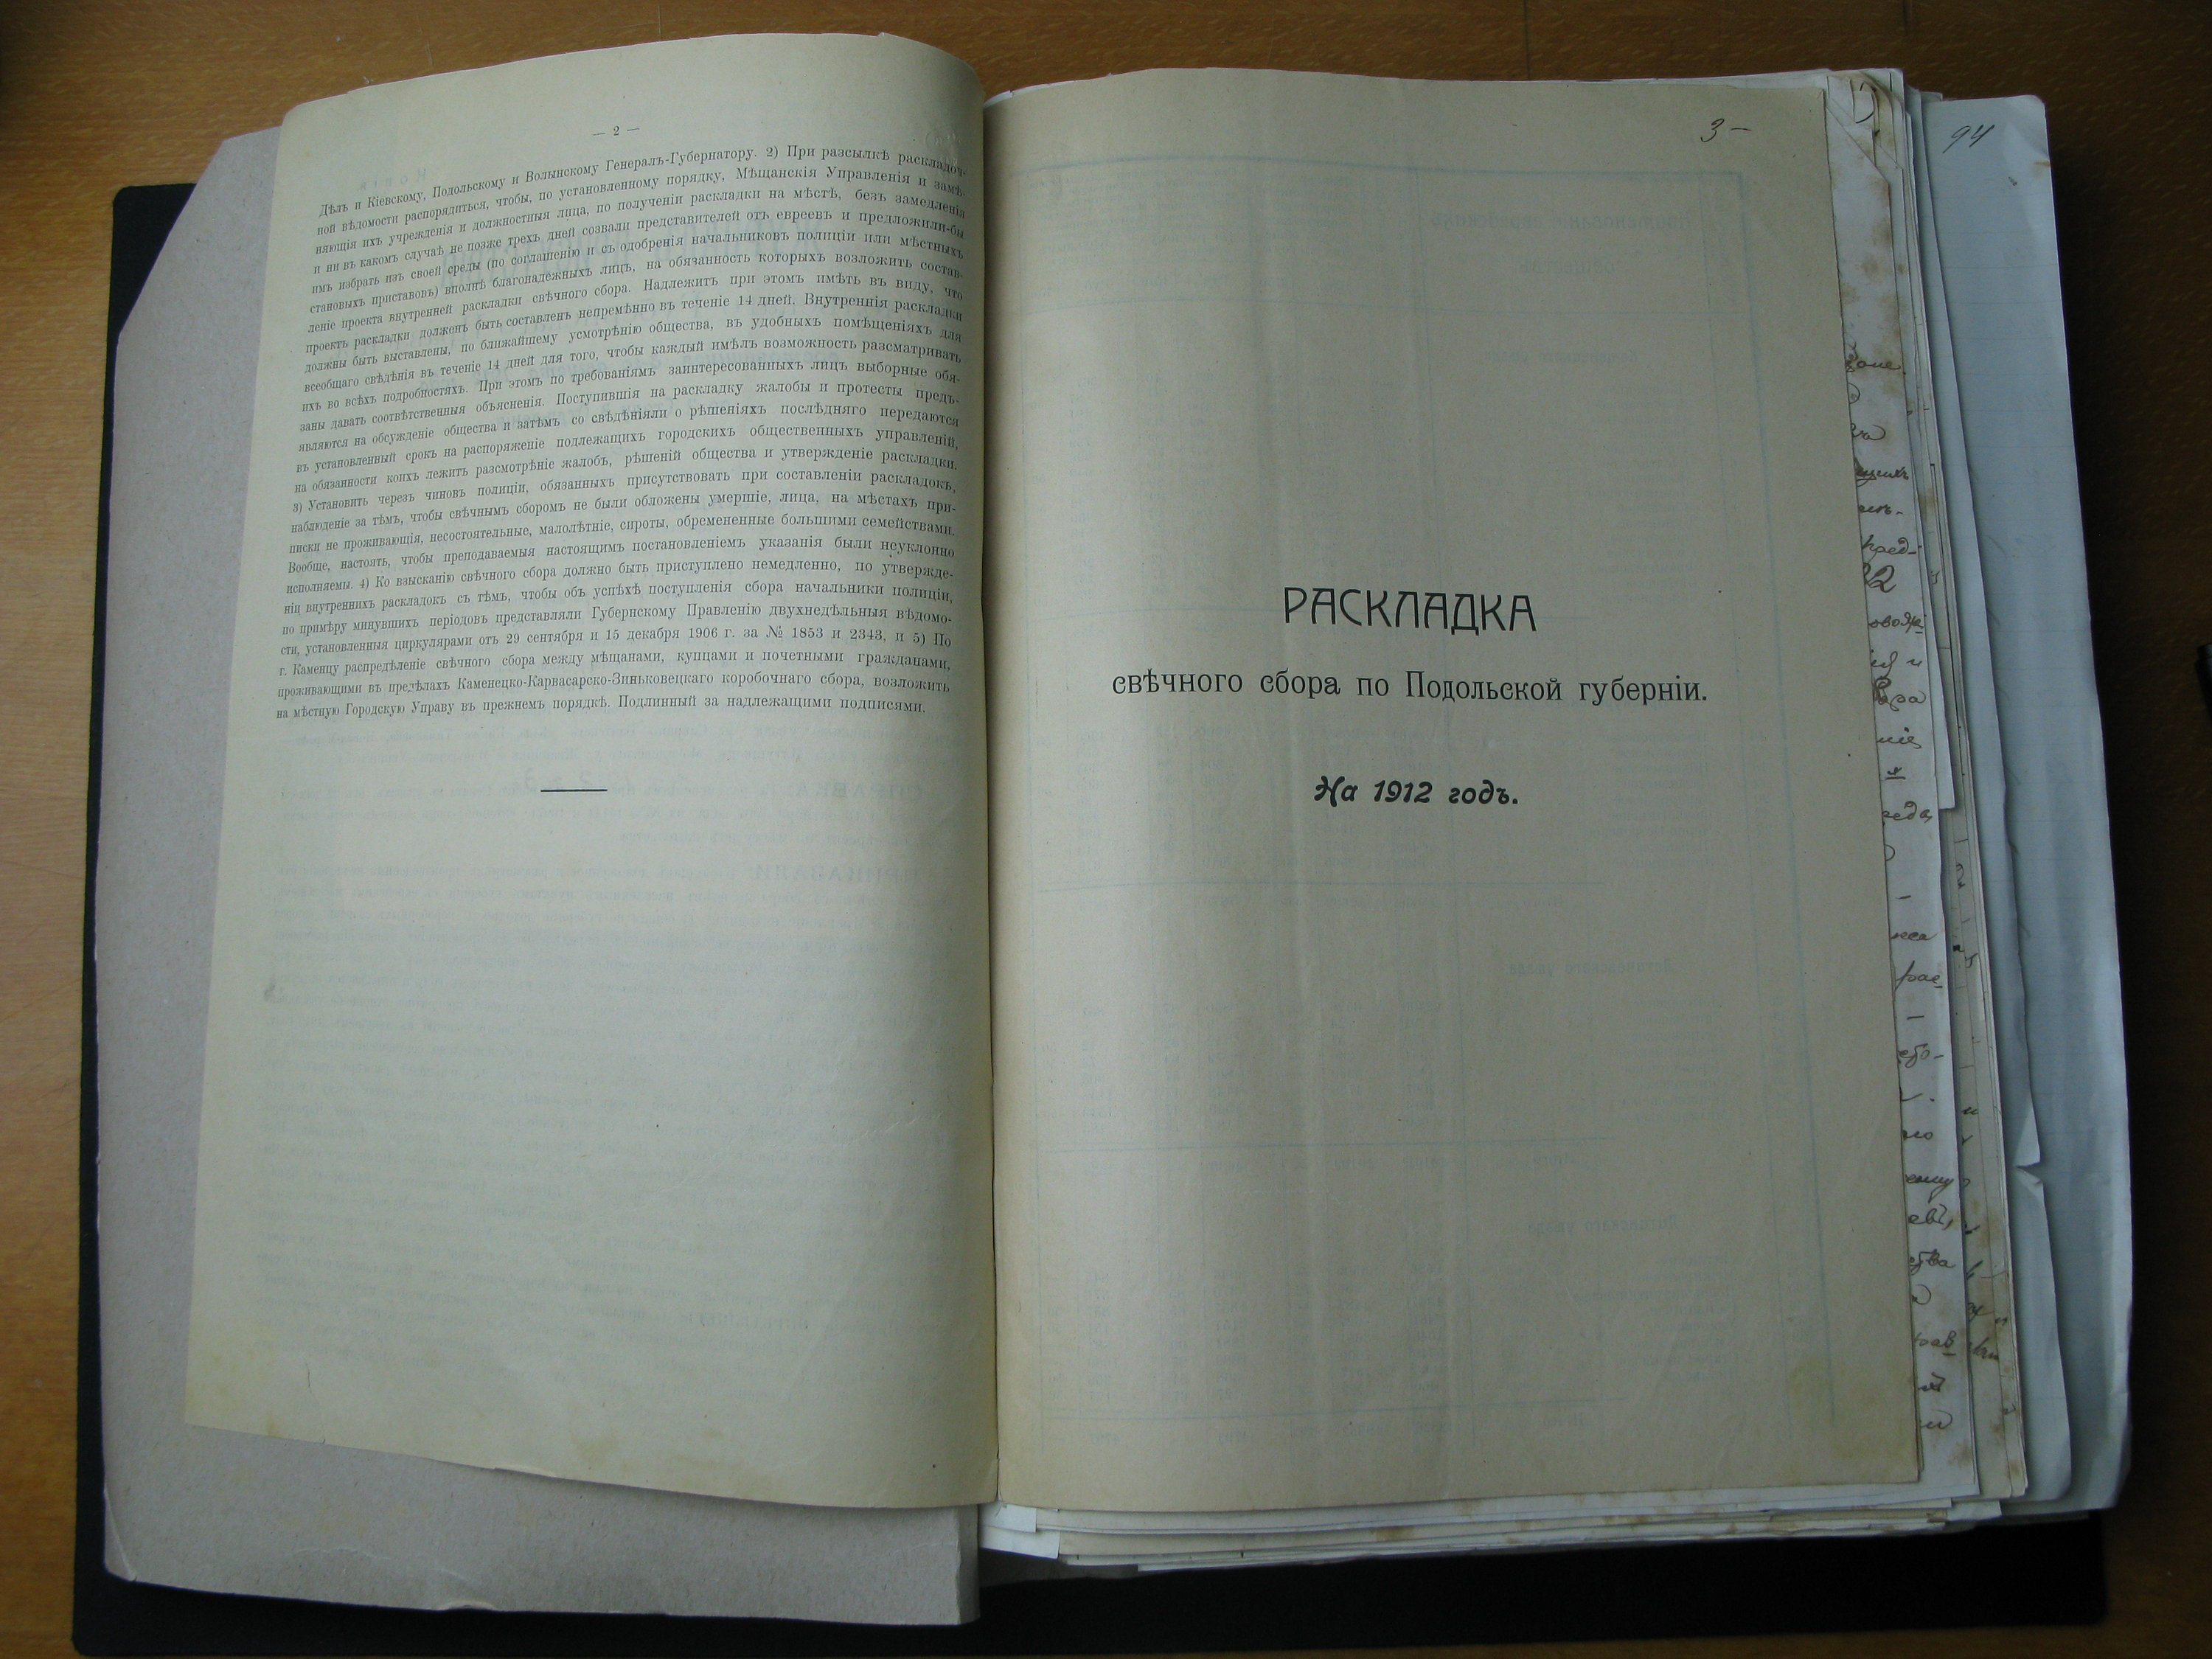 — 2 —
Дѣлъ и Кіевскому, Подольскому и Волынскому Генералъ-Губернатору. 2) При разсылкѣ раскладоч-
ной вѣдомости распорядиться, чтобы, по установленному порядку, Мѣщанскія Управленія и замѣ-
няющія ихъ учрежденія и должностныя лица, по полученіи раскладки на мѣстѣ, безъ замедленія
и ни въ какомъ случаѣ не позже трехъ дней созвали представителей отъ евреевъ и предложили-бы
имъ избрать изъ своей среды (по соглашенію и съ одобренія начальниковъ полиціи или мѣстныхъ
становыхъ приставовъ) вполнѣ благонадежныхъ лицъ, на обязанность которыхъ возложить состав-
леніе проекта внутренней раскладки свѣчного сбора. Надлежитъ при этомъ имѣть въ виду, что
проектъ раскладки долженъ быть составленъ непремѣнно въ теченіе 14 дней. Внутреннія раскладки
должны быть выставлены, по ближайшему усмотрѣнію общества, въ удобныхъ помѣщеніяхъ для
всеобщаго свѣдѣнія въ теченіе 14 дней для того, чтобы каждый имѣлъ возможность разсматривать
ихъ во всѣхъ подробностяхъ. При этомъ по требованіямъ заинтересованныхъ лицъ выборные обя-
заны давать соотвѣтственныя объясненія. Поступившія на раскладку жалобы и протесты предъ-
являются на обсужденіе общества и затѣмъ со свѣдѣніями о рѣшеніяхъ послѣдняго передаются
въ установленный срокъ на распоряженіе подлежащихъ городскихъ общественныхъ управленій,
на обязанности коихъ лежитъ разсмотрѣніе жалобъ, рѣшеній общества и утвержденіе раскладки.
3) Установить черезъ чиновъ полиціи, обязанныхъ присутствовать при составленіи раскладокъ,
наблюденіе за тѣмъ, чтобы свѣчнымъ сборомъ не были обложены умершіе, лица, на мѣстахъ при-
писки не проживающія, несостоятельные, малолѣтніе, сироты, обремененные большими семействами.
Вообще, настоять, чтобы преподаваемыя настоящимъ постановленіемъ указанія были неуклонно
исполняемы. 4) Ко взысканію свѣчного сбора должно быть приступлено немедленно, по утвержде-
ніи внутреннихъ раскладокъ съ тѣмъ, чтобы объ успѣхѣ поступленія сбора начальники полиціи,
по примѣру минувшихъ періодовъ представляли Губернскому Правленію двухнедѣльныя вѣдомо-
сти, установленныя циркулярами отъ 29 сентября и 15 декабря 1906 г. за № 1853 и 2343, и 5) По
г. Каменцу распредѣленіе свѣчного сбора между мѣщанами, купцами и почетными гражданами,
проживающими въ предѣлахъ Каменецко-Карвасарско-Зиньковецкаго коробочнаго сбора, возложить
на мѣстную Городскую Управу въ прежнемъ порядкѣ. Подлинный за надлежащими подписями.
3 —
РАСКЛАДКА
свѣчного сбора по Подольской губерніи.
На 1912 годъ.
94